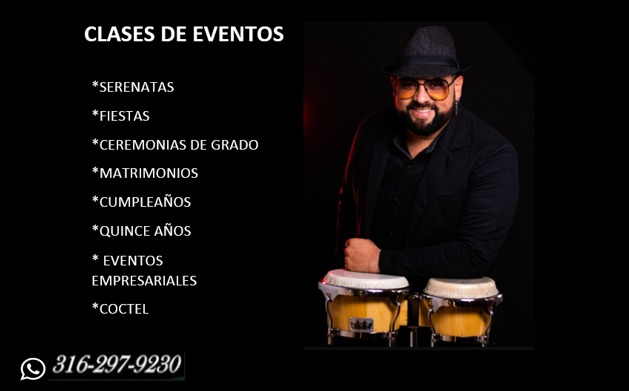 CLASES DE EVENTOS
*SERENATAS
*FIESTAS
*CEREMONIAS DE GRADO
*MATRIMONIOS
*CUMPLEAÑOS
*QUINCE AÑOS
* EVENTOS
EMPRESARIALES
*COCTEL
316-297-9230